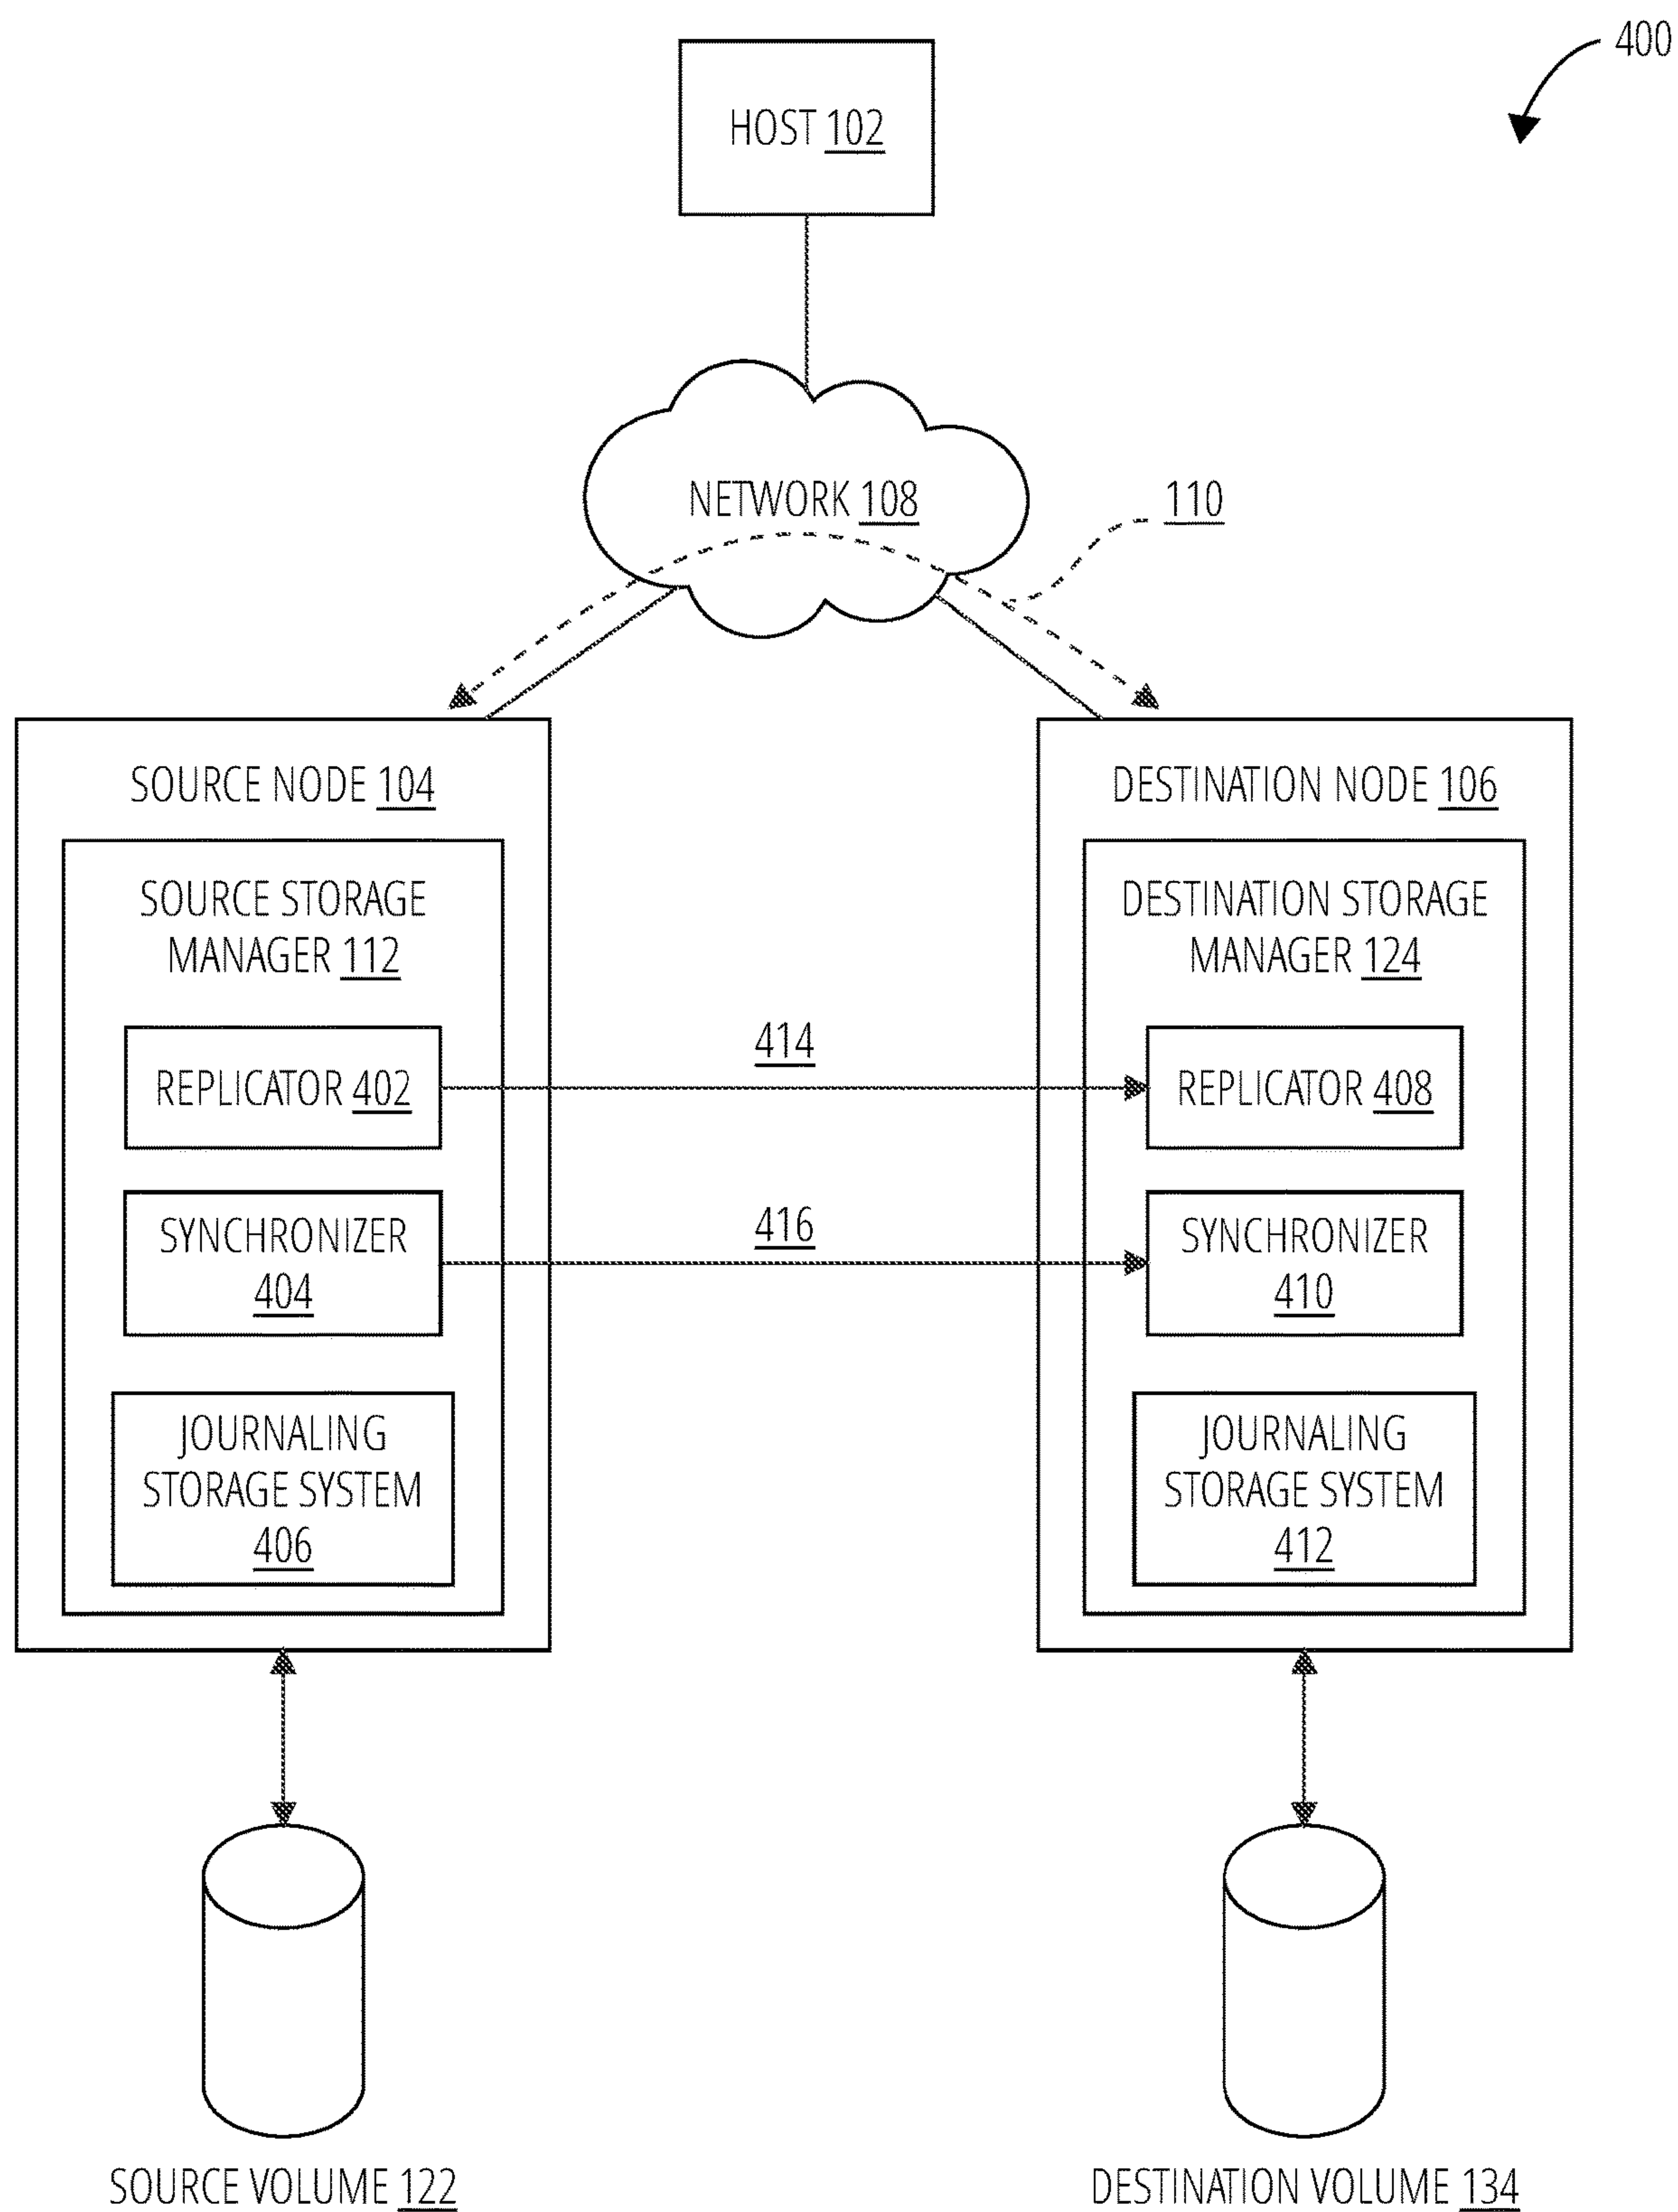 400
HOST 102
NETWORK 108
110
SOURCE NODE 104
SOURCE STORAGE
MANAGER 112
REPLICATOR 402
SYNCHRONIZER
404
JOURNALING
STORAGE SYSTEM
406
414
416
DESTINATION NODE 106
DESTINATION STORAGE
MANAGER 124
REPLICATOR 408
SYNCHRONIZER
410
JOURNALING
STORAGE SYSTEM
412
SOURCE VOLUME 122
DESTINATION VOLUME 134